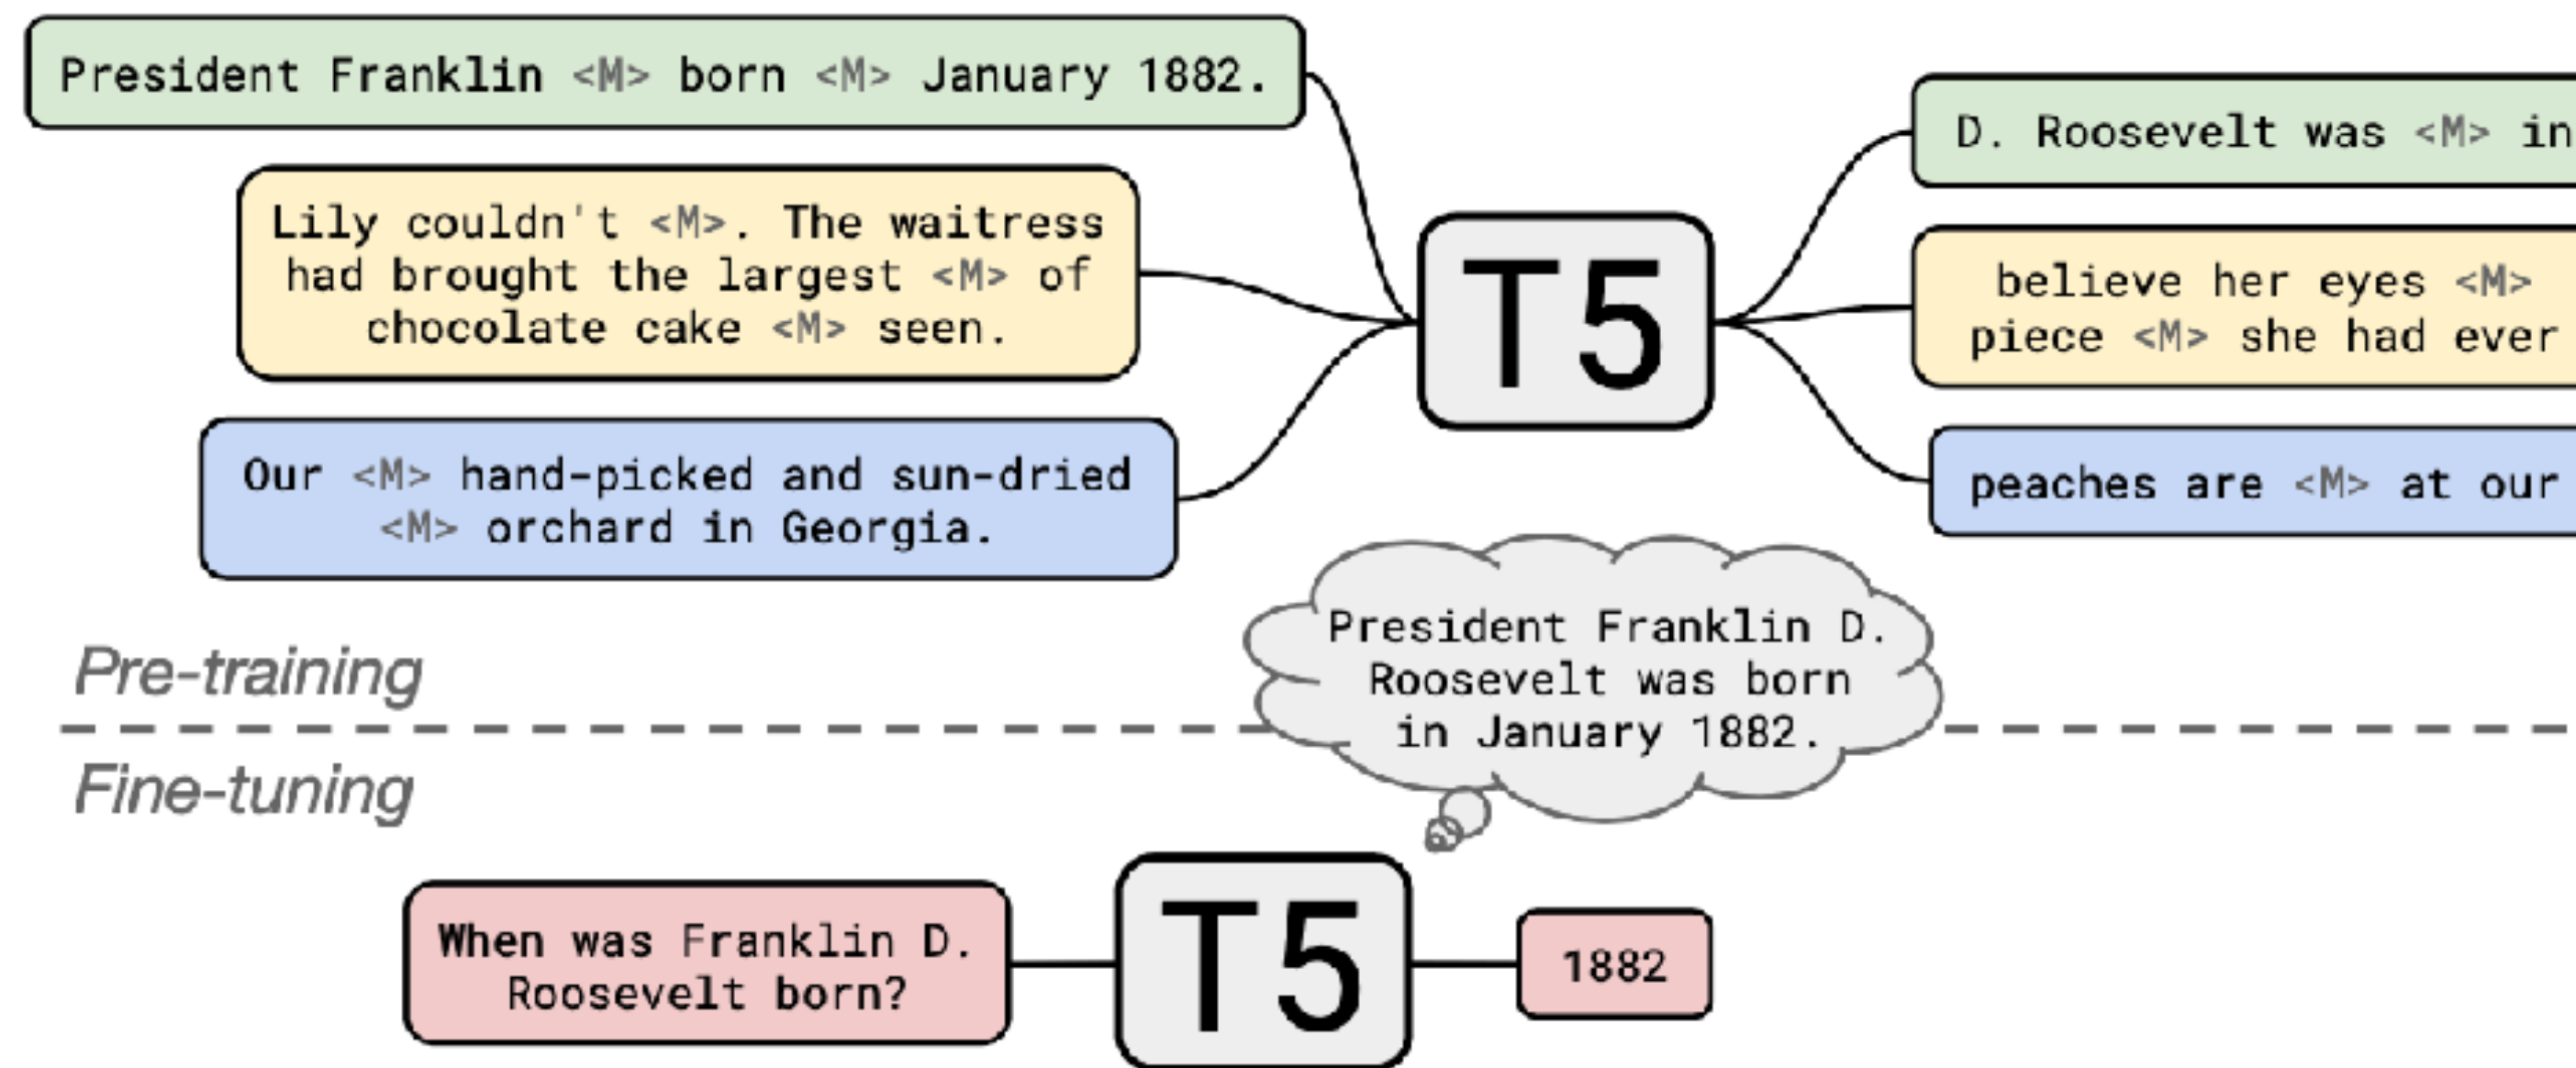 President Franklin <M> born <M> January 1882.
D. Roosevelt was <M> in
Lily couldn't <M>. The waitress
had brought the largest <M> of
chocolate cake <M> seen.
T5
believe her eyes <M>
piece <M> she had ever
Our <M> hand-picked and sun-dried
<M> orchard in Georgia.
peaches are <M> at our
Pre-training
President Franklin D.
Roosevelt was born
in January 1882.
Fine-tuning
When was Franklin D.
Roosevelt born?
T5
1882